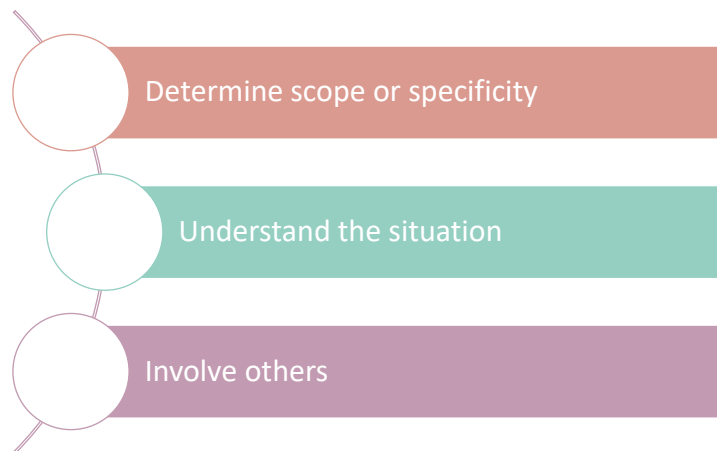 Determine scope or specificity
Understand the situation
Involve others